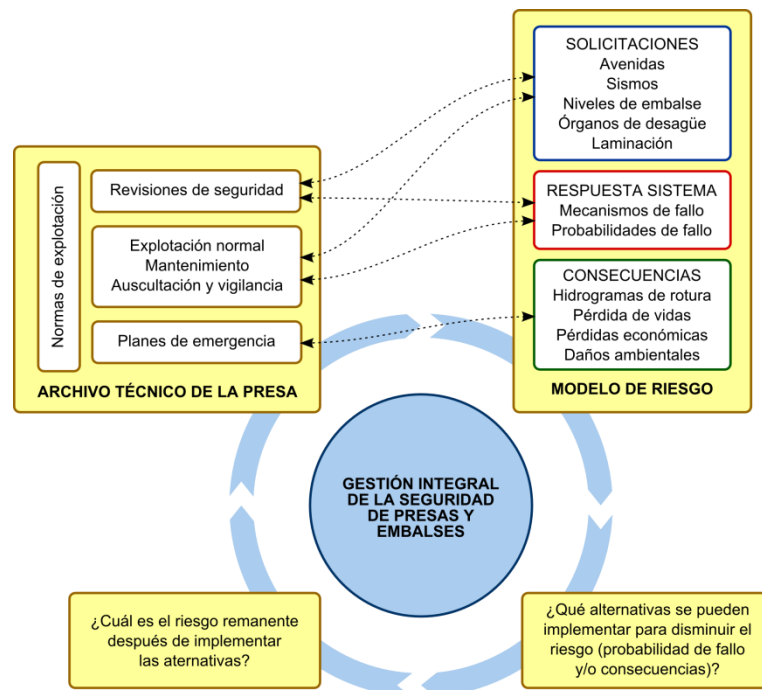 SOLICITACIONES
Avenidas
Sismos
Niveles de embalse
Órganos de desagüe
Laminación
Normas de explotación
Revisiones de seguridad
Explotación normal
Mantenimiento
Auscultación y vigilancia
Planes de emergencia
ARCHIVO TÉCNICO DE LA PRESA
RESPUESTA SISTEMA
Mecanismos de fallo
Probabilidades de fallo
CONSECUENCIAS
Hidrogramas de rotura
Pérdida de vidas
Pérdidas económicas
Daños ambientales
MODELO DE RIESGO
GESTIÓN INTEGRAL
DE LA SEGURIDAD
DE PRESAS Y
EMBALSES
¿Cuál es el riesgo remanente
después de implementar
las aternativas?
¿Qué alternativas se pueden
implementar para disminuir el
riesgo (probabilidad de fallo
y/o consecuencias)?